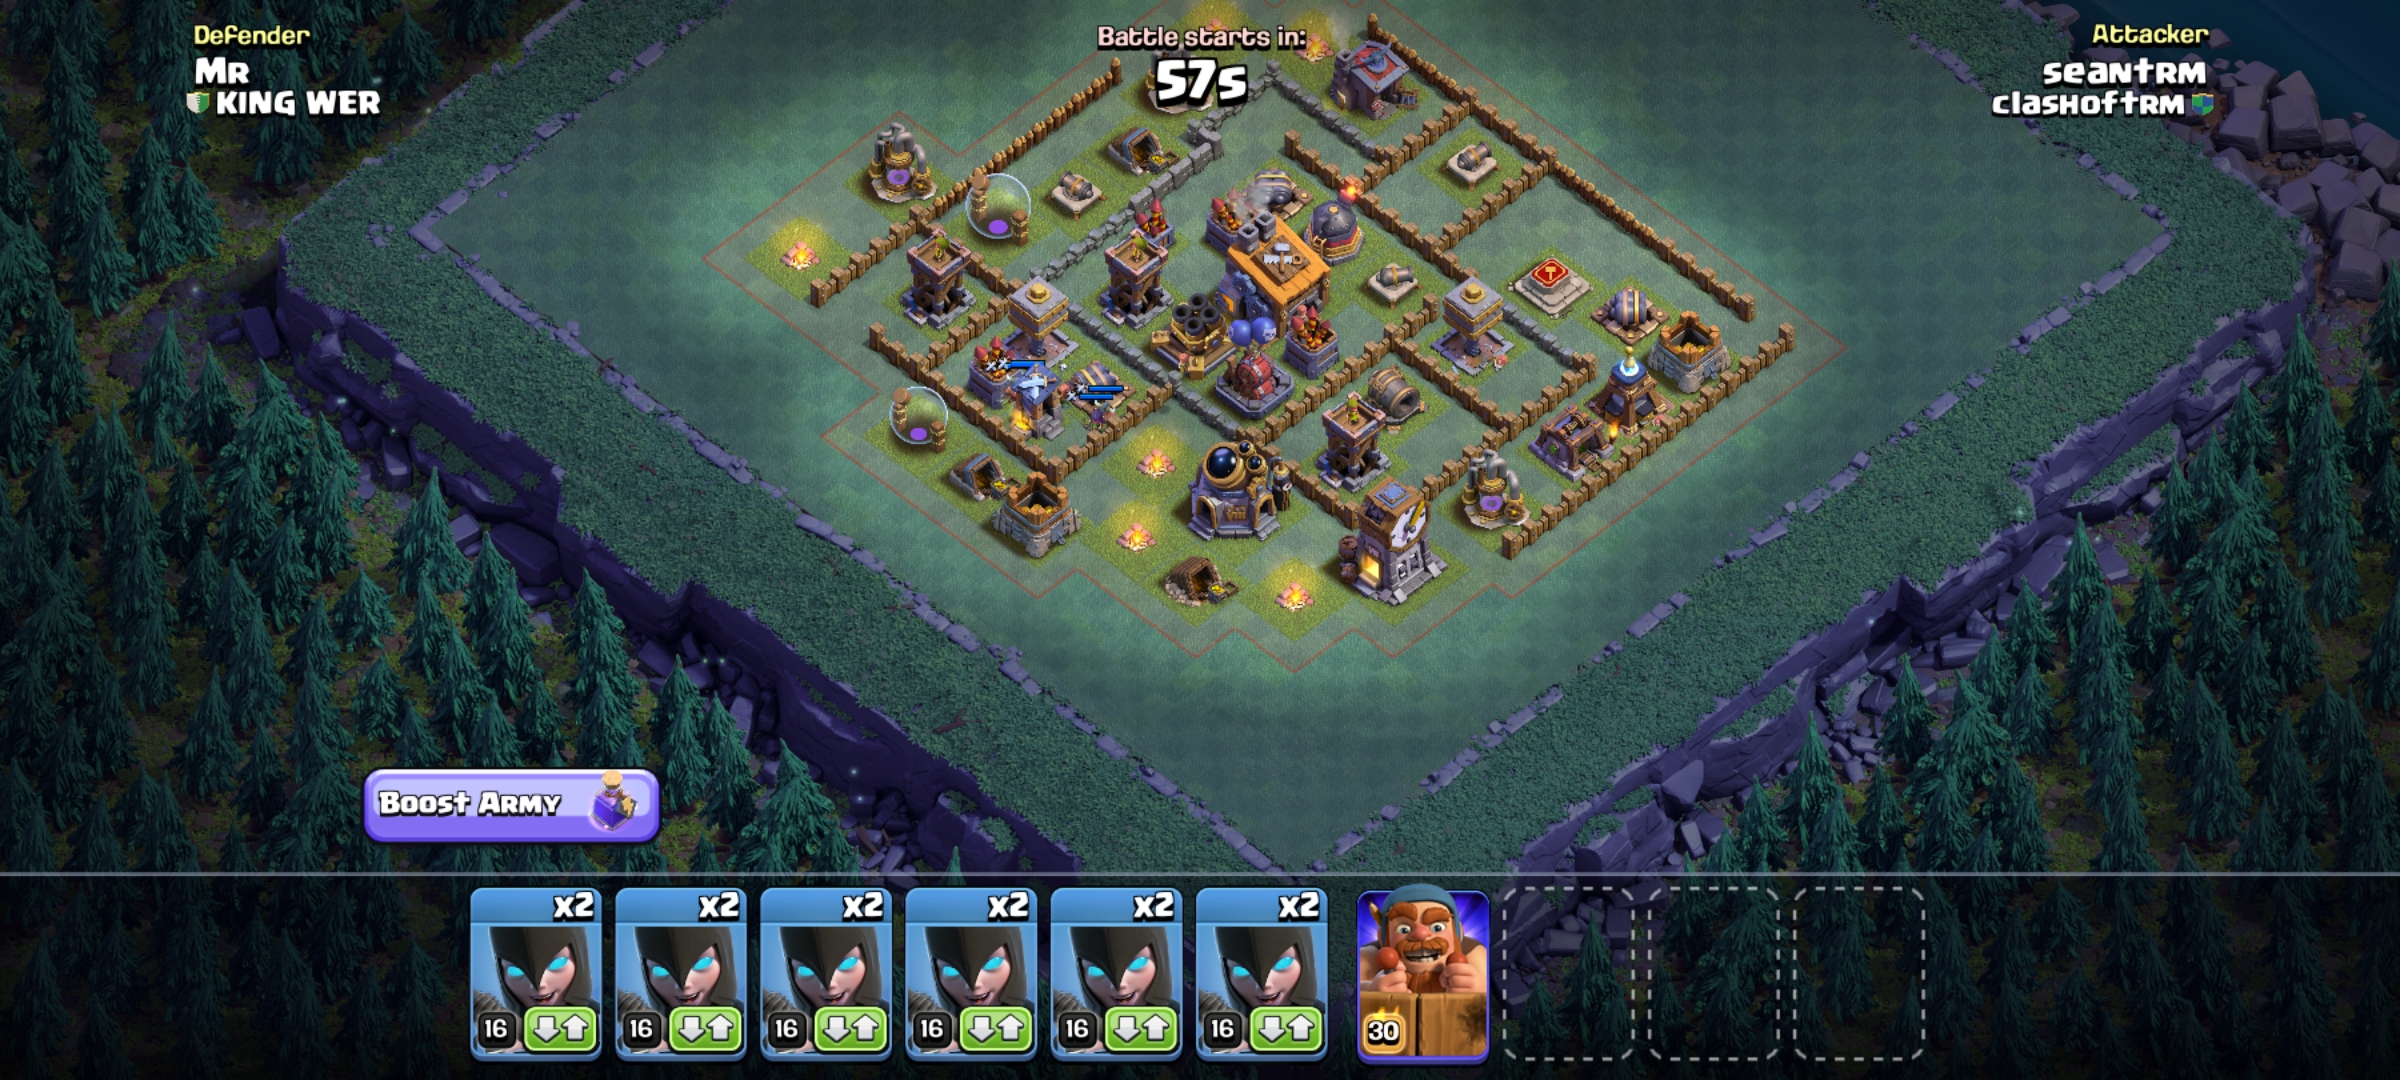 Defender
Mr
KING WER
Battle starts in:
57s
Attacker
seantRM
clashoftRM
Boost Army
x2
x2
x2
x2
x2
x2
16
16
16
16
16
16
30